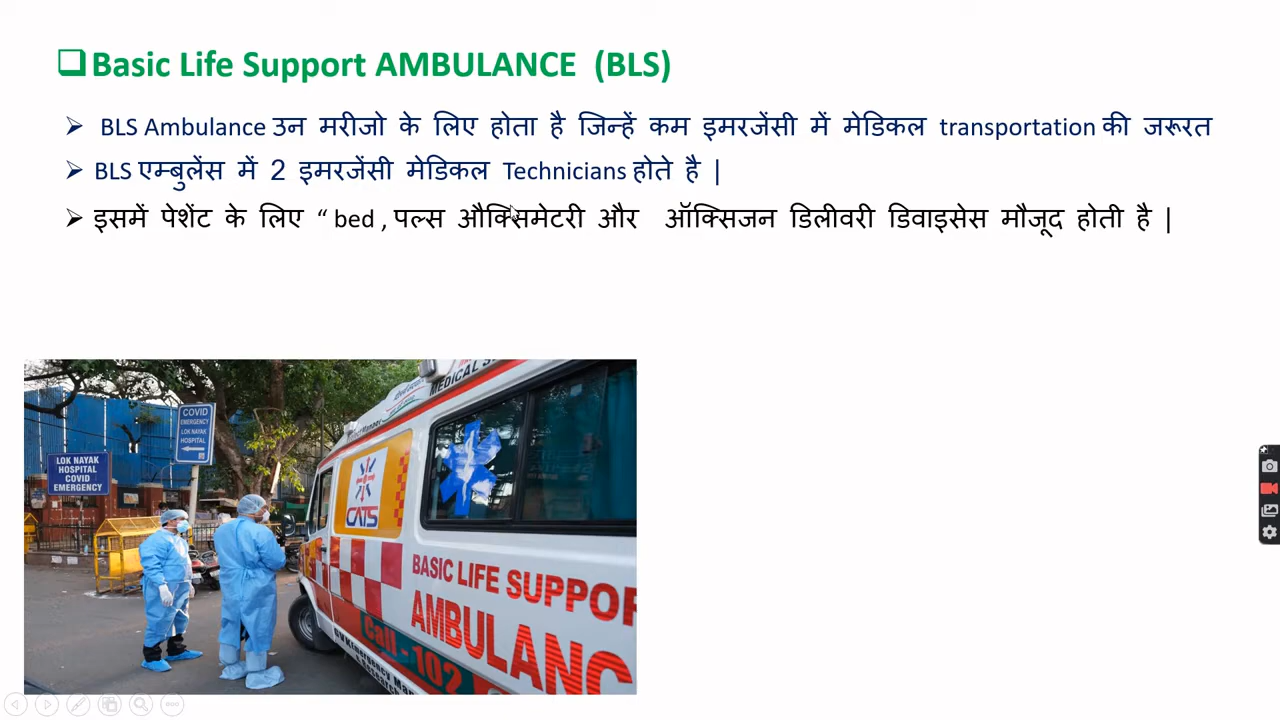 Basic Life Support AMBULANCE (BLS)
BLS Ambulance उन मरीजो के लिए होता है जिन्हें कम इमरजेंसी में मेडिकल transportation की जरूरत
BLS एम्बुलेंस में 2 इमरजेंसी मेडिकल Technicians होते है |
इसमें पेशेंट के लिए “ bed , पल्स औक्सिमेटरी और ऑक्सिजन डिलीवरी डिवाइसेस मौजूद होती है |
COVID
EMERGENCY
LOK NAYAK
HOSPITAL
LOK NAYAK
HOSPITAL
COVID
EMERGENCY
MEDICAL S
CATS
BASIC LIFE SUPPOR
AMBULANC
Call - 102